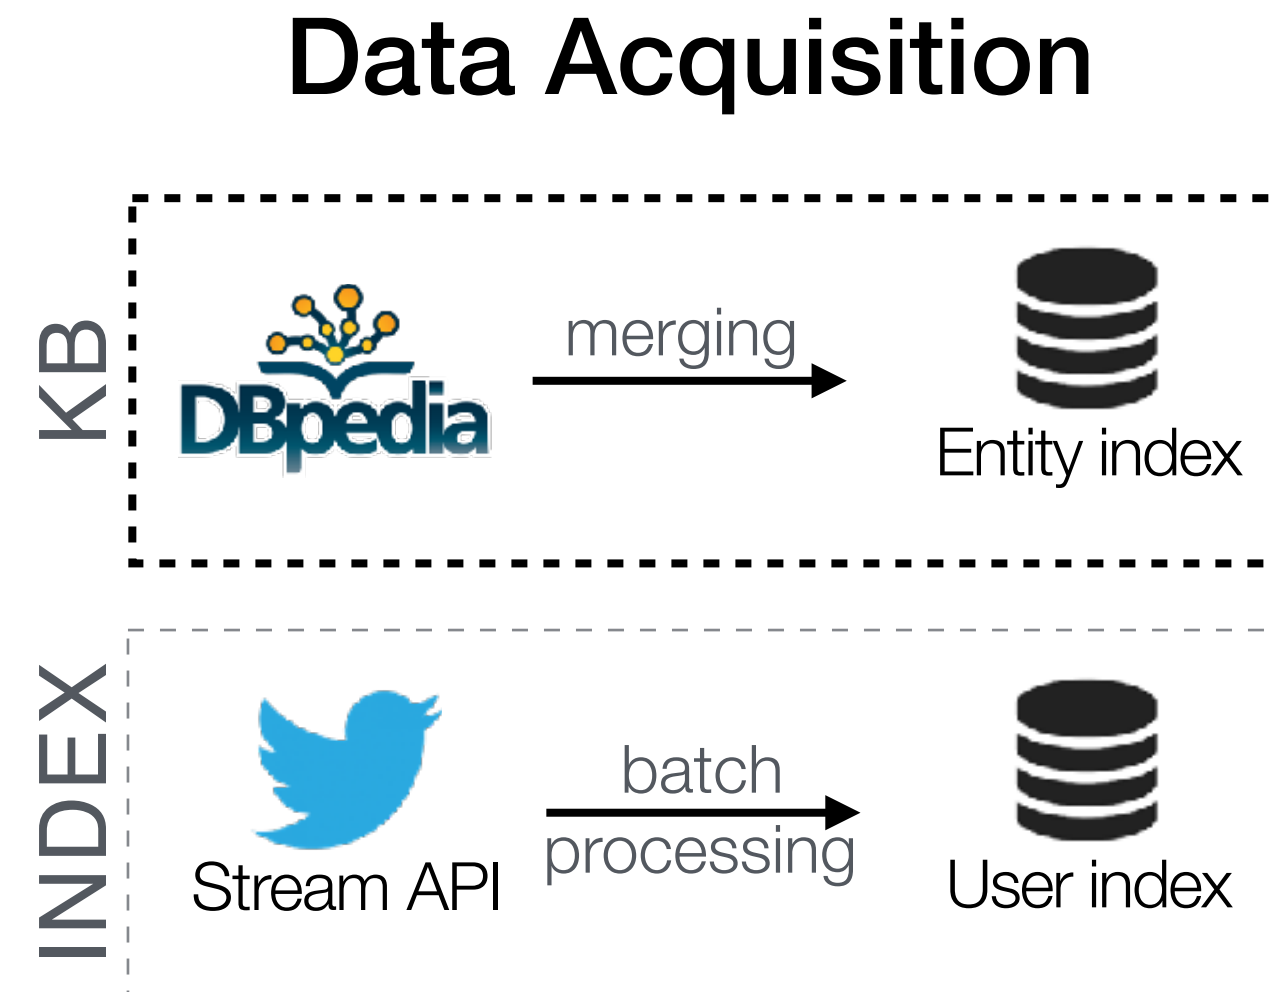 Data Acquisition
KB
DBpedia
merging
Entity index
INDEX
Stream API
batch
processing
User index